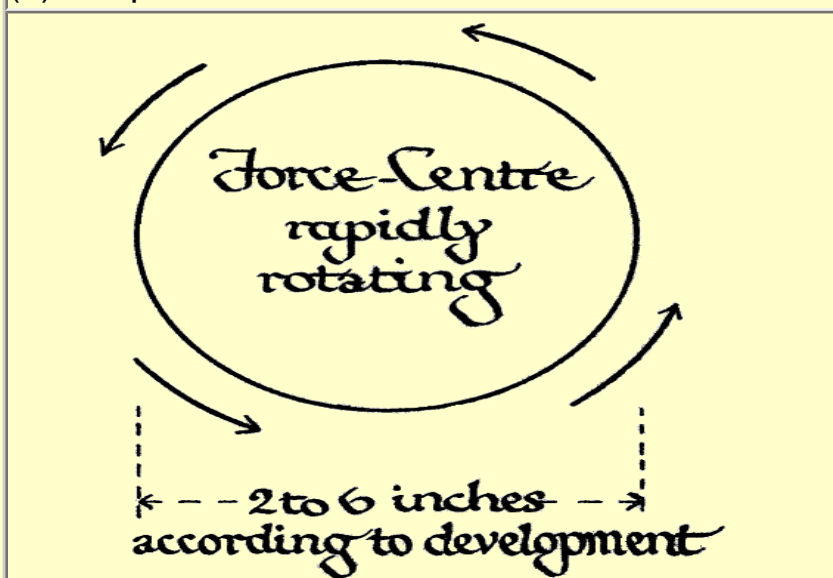 Force-Centre
rapidly
rotating
2 to 6 inches
according to development